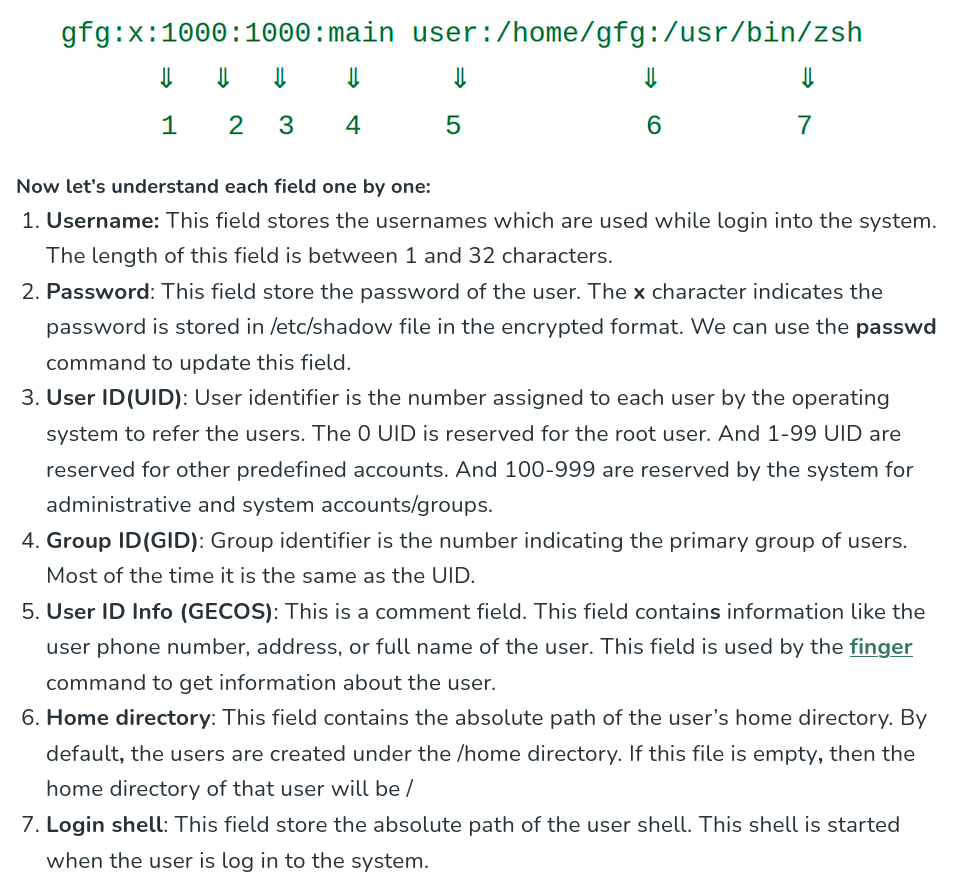 gfg:x:1000:1000:main user:/home/gfg:/usr/bin/zsh
⇓ ⇓ ⇓ ⇓ ⇓ ⇓ ⇓
1 2 3 4 5 6 7
Now let’s understand each field one by one:
1. Username: This field stores the usernames which are used while login into the system.
The length of this field is between 1 and 32 characters.
2. Password: This field store the password of the user. The x character indicates the
password is stored in /etc/shadow file in the encrypted format. We can use the passwd
command to update this field.
3. User ID(UID): User identifier is the number assigned to each user by the operating
system to refer the users. The 0 UID is reserved for the root user. And 1-99 UID are
reserved for other predefined accounts. And 100-999 are reserved by the system for
administrative and system accounts/groups.
4. Group ID(GID): Group identifier is the number indicating the primary group of users.
Most of the time it is the same as the UID.
5. User ID Info (GECOS): This is a comment field. This field contains information like the
user phone number, address, or full name of the user. This field is used by the finger
command to get information about the user.
6. Home directory: This field contains the absolute path of the user’s home directory. By
default, the users are created under the /home directory. If this file is empty, then the
home directory of that user will be /
7. Login shell: This field store the absolute path of the user shell. This shell is started
when the user is log in to the system.